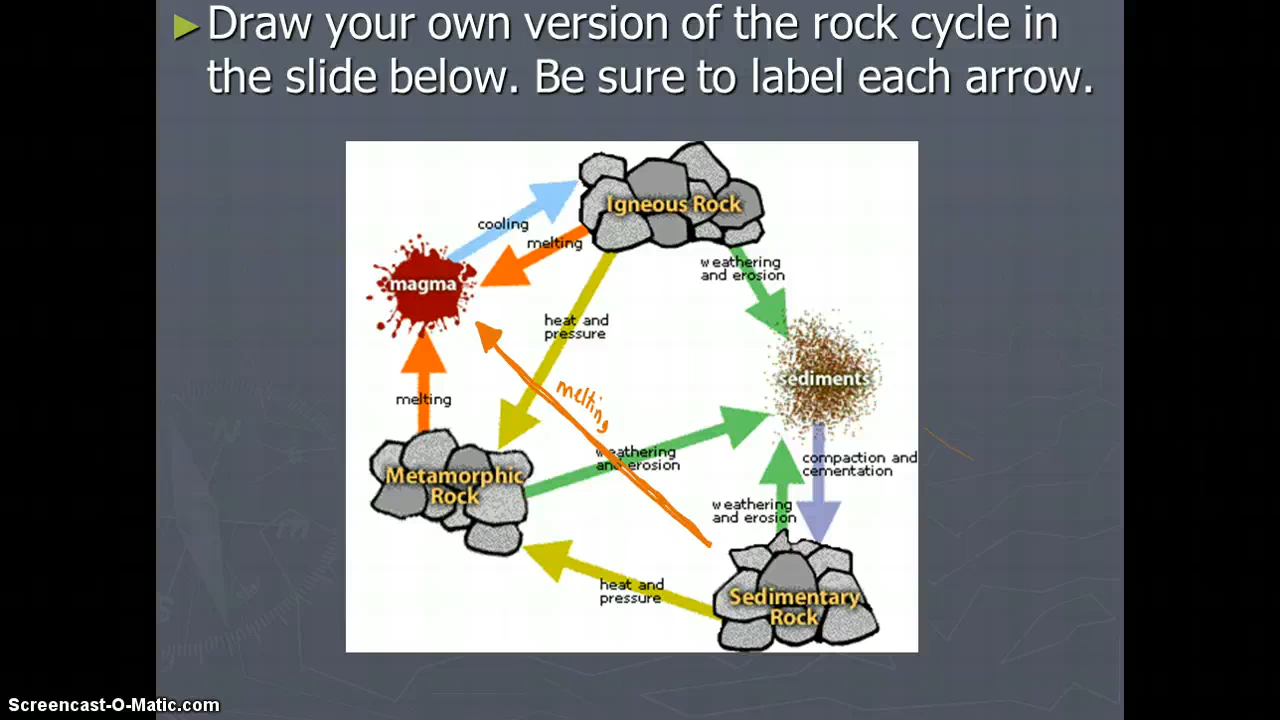 Draw your own version of the rock cycle in
the slide below. Be sure to label each arrow.
Igneous Rock
cooling
melting
weathering
and erosion
magma
heat and
pressure
sediments
melting
melting
weathering
and erosion
compaction and
cementation
Metamorphic
Rock
weathering
and erosion
heat and
pressure
Sedimentary
Rock
Screencast-O-Matic.com